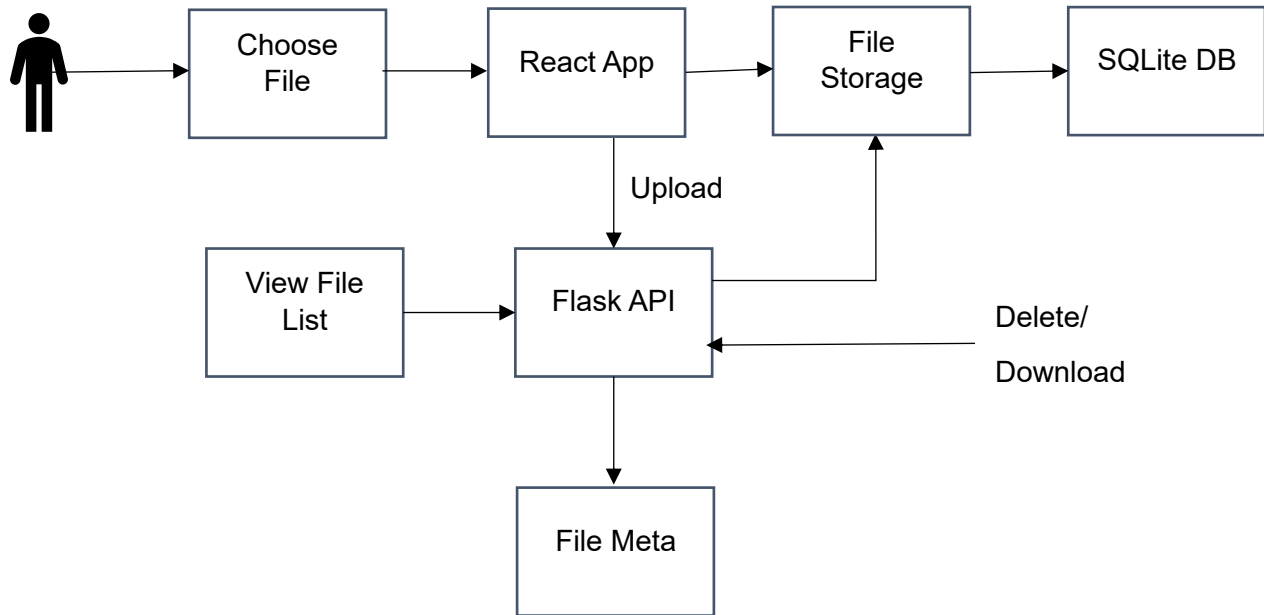 Choose
File
React App
File
Storage
SQLite DB
Upload
View File
List
Flask API
Delete/
Download
File Meta